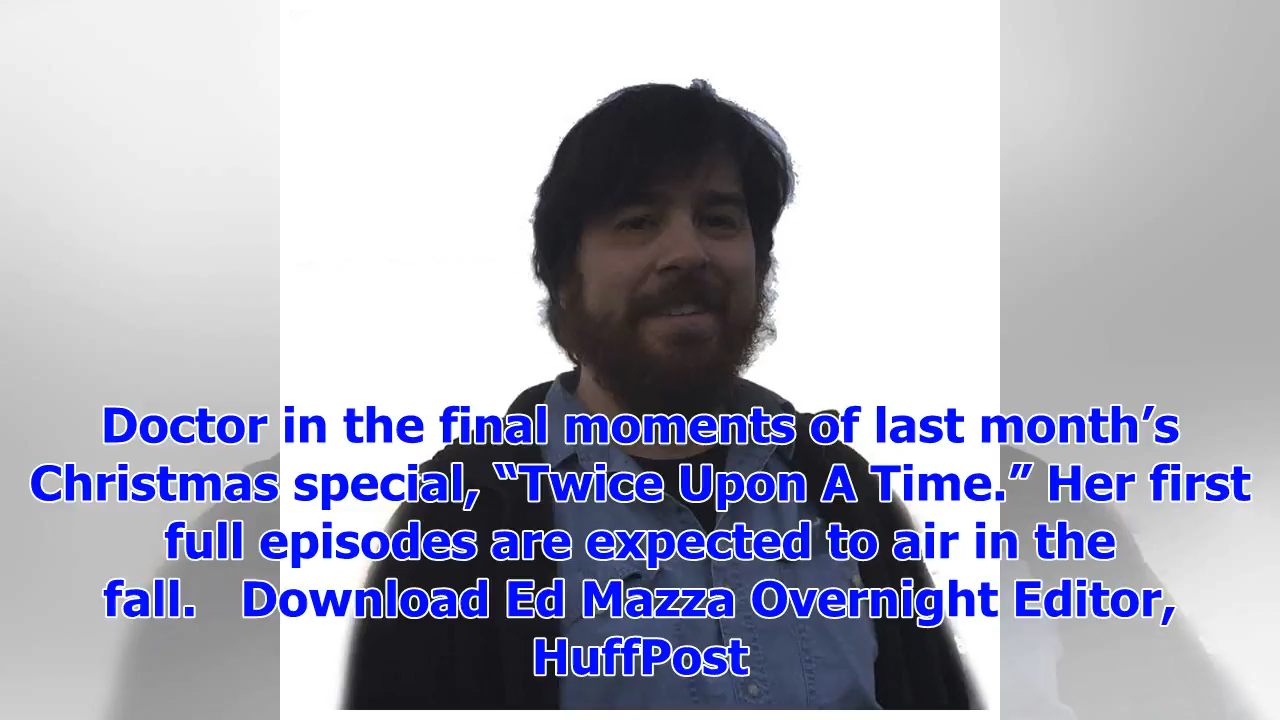 Doctor in the final moments of last month’s
Christmas special, “Twice Upon A Time.” Her first
full episodes are expected to air in the
fall.   Download Ed Mazza Overnight Editor,
HuffPost